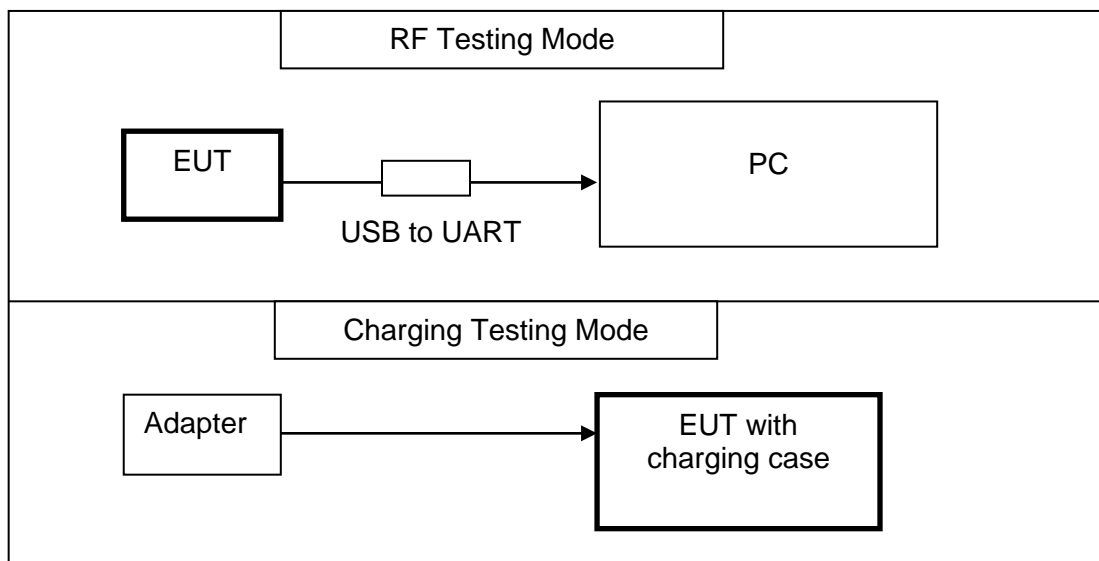 RF Testing Mode
EUT
PC
USB to UART
Charging Testing Mode
Adapter
EUT with
charging case